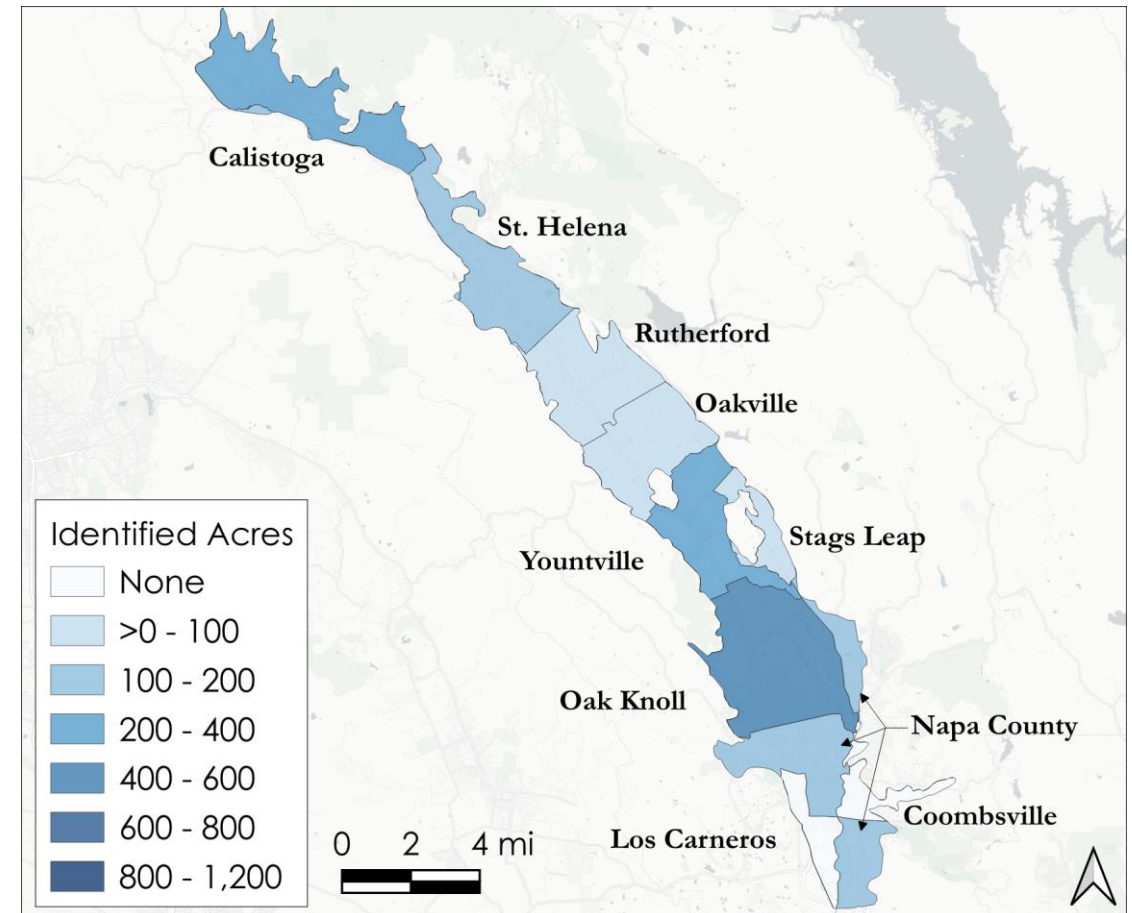 Calistoga
St. Helena
Rutherford
Oakville
Stags Leap
Yountville
Oak Knoll
Napa County
Coombsville
Los Carneros
Identified Acres
None
>0 - 100
100 - 200
200 - 400
400 - 600
600 - 800
800 - 1,200
0 2 4 mi